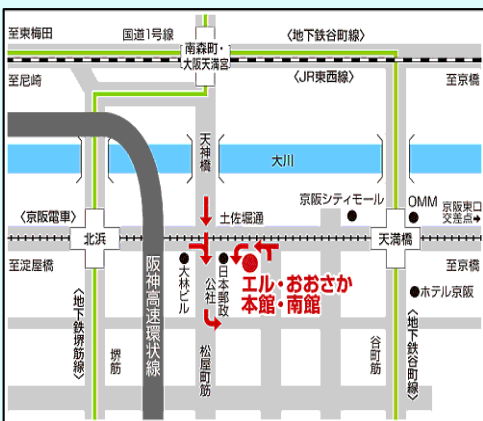 至東梅田
国道1号線
南森町・
大阪天満宮
〈地下鉄谷町線〉
至尼崎
〈JR東西線〉
至京橋
天神橋
大川
京阪シティモール
OMM
京阪東口
交差点➡
〈京阪電車〉
土佐堀通
北浜
天満橋
至淀屋橋
至京橋
大林ビル
公社
日本郵政
エル・おおさか
本館・南館
ホテル京阪
阪神高速環状線
〈地下鉄堺筋線〉
堺筋
松屋町筋
谷町筋
〈地下鉄谷町線〉